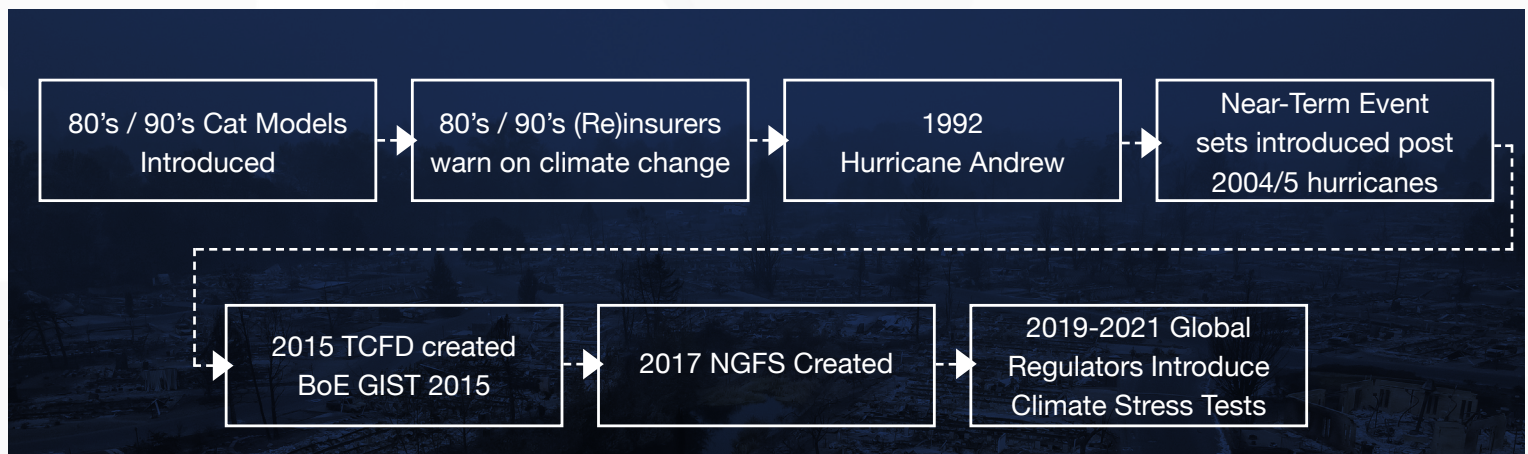 80’s / 90’s Cat Models
Introduced
80’s / 90’s (Re)insurers
warn on climate change
1992
Hurricane Andrew
Near-Term Event
sets introduced post
2004/5 hurricanes
2015 TCFD created
BoE GIST 2015
2017 NGFS Created
2019-2021 Global
Regulators Introduce
Climate Stress Tests